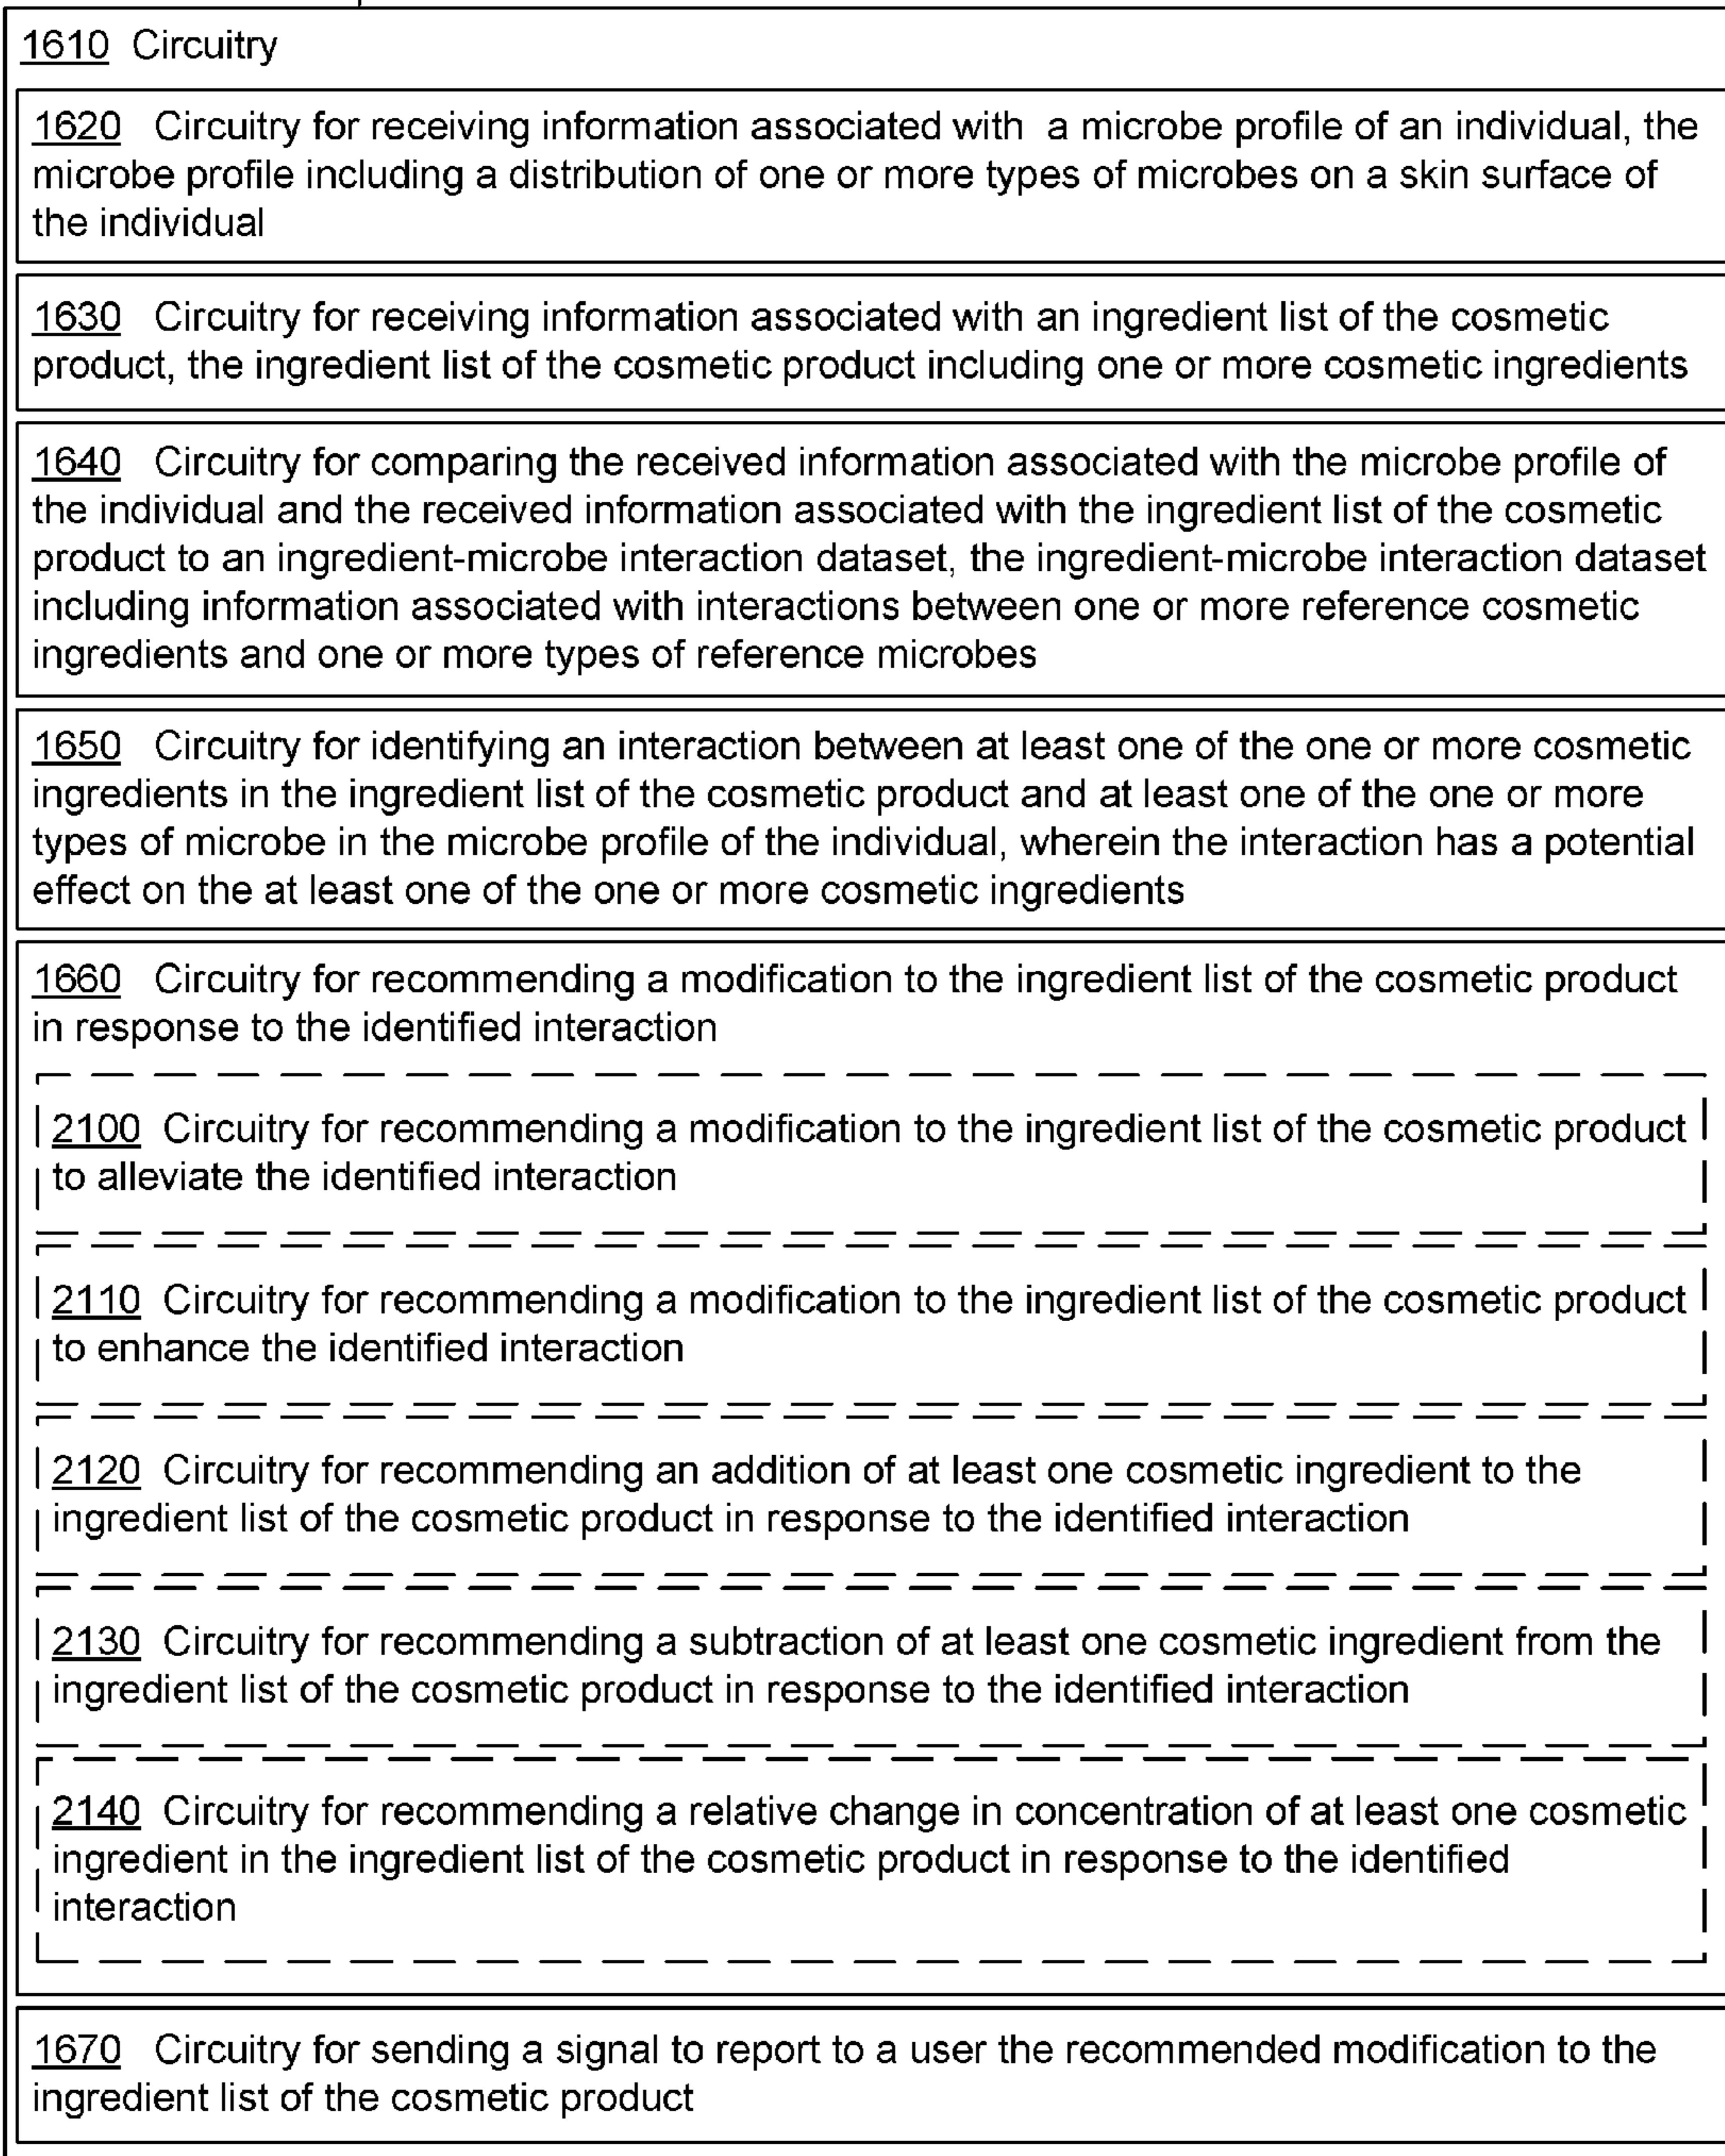 1610 Circuitry
1620 Circuitry for receiving information associated with a microbe profile of an individual, the
microbe profile including a distribution of one or more types of microbes on a skin surface of
the individual
1630 Circuitry for receiving information associated with an ingredient list of the cosmetic
product, the ingredient list of the cosmetic product including one or more cosmetic ingredients
1640 Circuitry for comparing the received information associated with the microbe profile of
the individual and the received information associated with the ingredient list of the cosmetic
product to an ingredient-microbe interaction dataset, the ingredient-microbe interaction dataset
including information associated with interactions between one or more reference cosmetic
ingredients and one or more types of reference microbes
1650 Circuitry for identifying an interaction between at least one of the one or more cosmetic
ingredients in the ingredient list of the cosmetic product and at least one of the one or more
types of microbe in the microbe profile of the individual, wherein the interaction has a potential
effect on the at least one of the one or more cosmetic ingredients
1660 Circuitry for recommending a modification to the ingredient list of the cosmetic product
in response to the identified interaction
2100 Circuitry for recommending a modification to the ingredient list of the cosmetic product
to alleviate the identified interaction
2110 Circuitry for recommending a modification to the ingredient list of the cosmetic product
to enhance the identified interaction
2120 Circuitry for recommending an addition of at least one cosmetic ingredient to the
ingredient list of the cosmetic product in response to the identified interaction
2130 Circuitry for recommending a subtraction of at least one cosmetic ingredient from the
ingredient list of the cosmetic product in response to the identified interaction
2140 Circuitry for recommending a relative change in concentration of at least one cosmetic
ingredient in the ingredient list of the cosmetic product in response to the identified
interaction
1670 Circuitry for sending a signal to report to a user the recommended modification to the
ingredient list of the cosmetic product